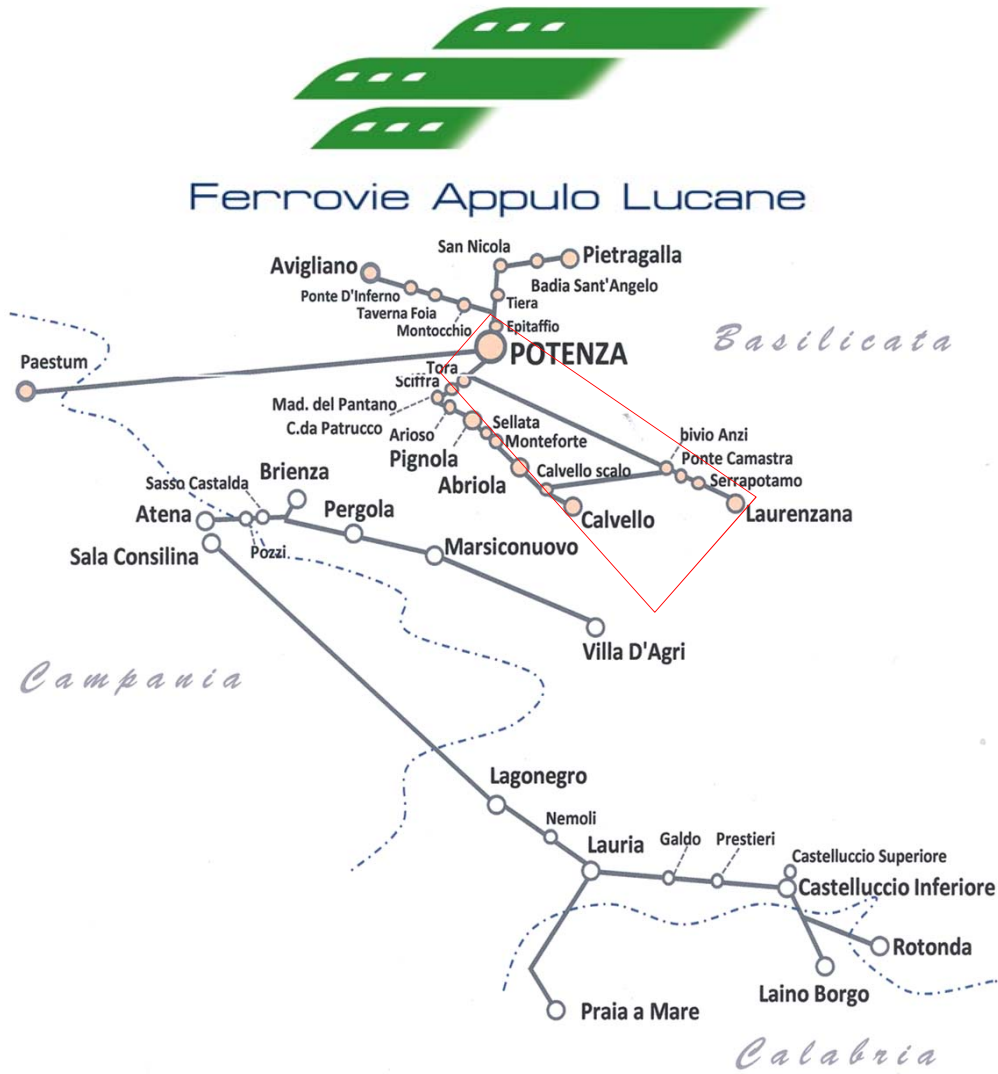 Ferrovie Appulo Lucane
San Nicola
Pietragalla
Avigliano
Badia Sant'Angelo
Ponte D'Inferno
Tiera
Taverna Foia
Montocchio
Epitaffio
Basilicata
POTENZA
Paestum
Tora
Sciffra
Mad. del Pantano
C.da Patrucco
Arioso
Sellata
Monteforte
bivio Anzi
Ponte Camastra
Pignola
Calvello scalo
Serrapotamo
Brienza
Sasso Castalda
Abriola
Atena
Pergola
Calvello
Laurenzana
Sala Consilina
Pozzi
Marsiconuovo
Villa D'Agri
Campania
Lagonegro
Nemoli
Lauria
Galdo
Prestieri
Castelluccio Superiore
Castelluccio Inferiore
Rotonda
Laino Borgo
Praia a Mare
Calabria